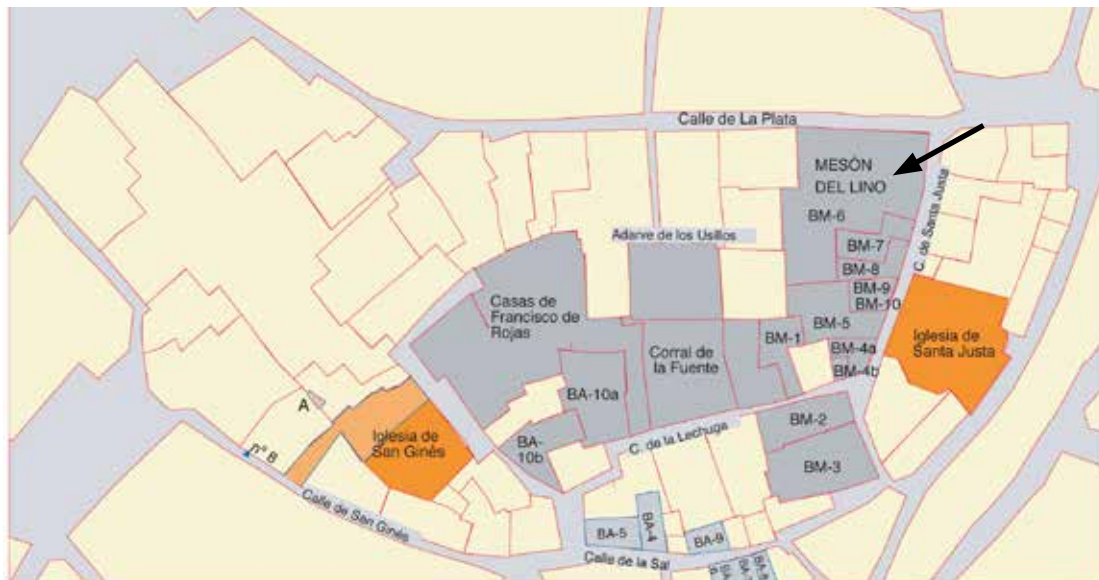 Calle de La Plata
MESÓN
DEL LINO
C. de Santa Justa
BM-6
Adarve de los Usillos
BM-7
BM-8
BM-9
BM-10
Casas de
Francisco de
Rojas
BM-5
BM-1
Iglesia de
Santa Justa
Corral de
la Fuente
BM-4a
BM-4b
BA-10a
A
BM-2
Iglesia de
San Ginés
BA-
10b
C. de la Lechuga
nº 8
BM-3
Calle de San Ginés
BA-5
BA-4
BA-9
Calle de la Sal